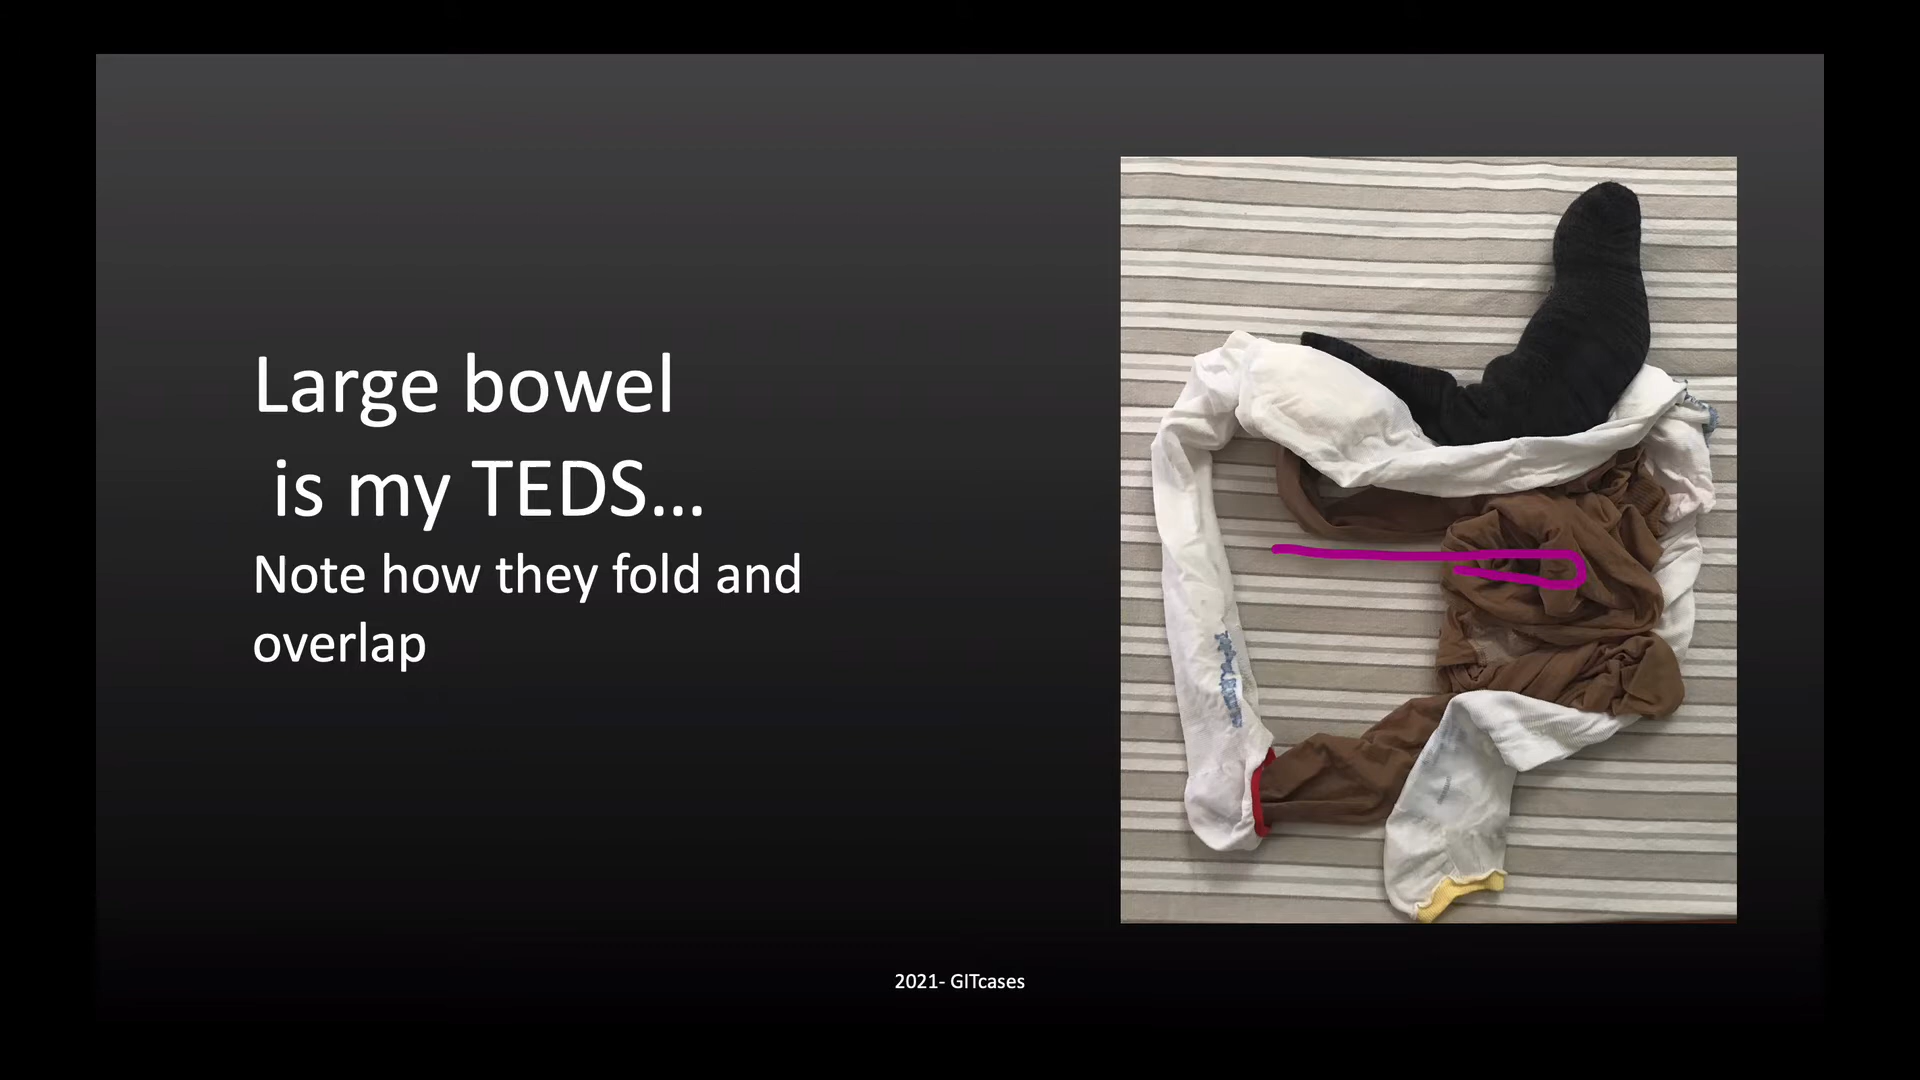 Large bowel
is my TEDS...
Note how they fold and
overlap
2021- GITcases